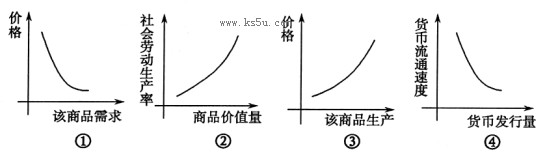 www.ks5u.com
价格
该商品需求
①
社会劳动生产率
商品价值量
②
价格
该商品生产
③
货币流通速度
货币发行量
④